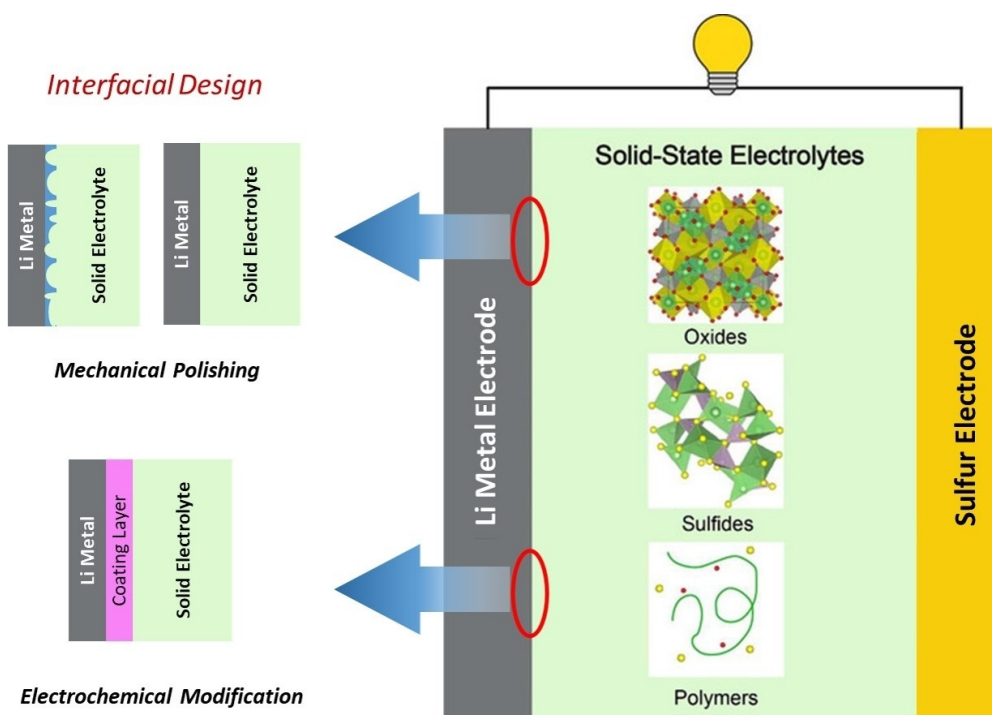 Interfacial Design
Li Metal
Solid Electrolyte
Li Metal
Solid Electrolyte
Mechanical Polishing
Li Metal
Coating Layer
Solid Electrolyte
Electrochemical Modification
Li Metal Electrode
Solid-State Electrolytes
Oxides
Sulfides
Polymers
Sulfur Electrode